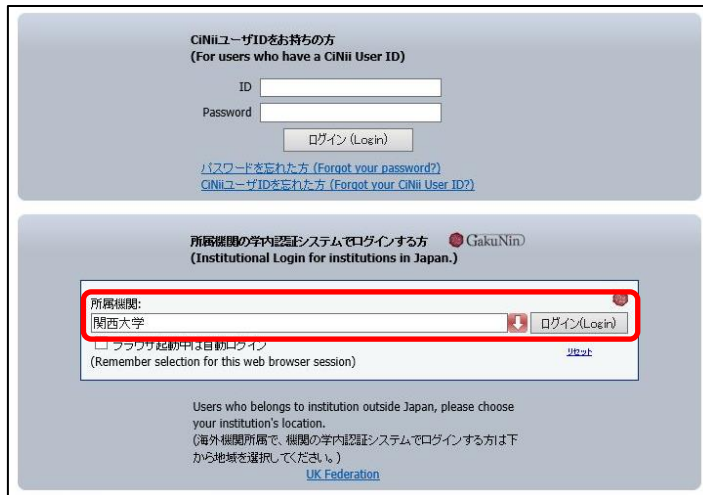 CiNiiユーザIDをお持ちの方
(For users who have a CiNii User ID)
ID
Password
ログイン (Login)
パスワードを忘れた方 (Forgot your password?)
CiNiiユーザIDを忘れた方 (Forgot your CiNii User ID?)
所属機関の学内認証システムでログインする方 GakuNin
(Institutional Login for institutions in Japan.)
所属機関:
関西大学 ログイン(Login)
ブラウザ起動中は自動ログイン リセット
(Remember selection for this web browser session)
Users who belongs to institution outside Japan, please choose
your institution's location.
(海外機関所属で、機関の学内認証システムでログインする方は下
から地域を選択してください。)
UK Federation